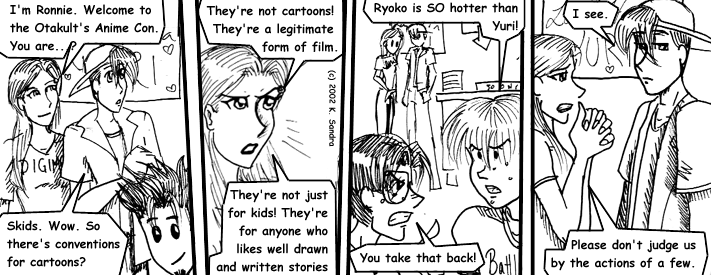 I'm Ronnie. Welcome to
the Otakult's Anime Con.
You are..
DIGI
Skids. Wow. So
there's conventions
for cartoons?
They're not cartoons!
They're a legitimate
form of film.
(c) 2002 K. Sandra
They're not just
for kids! They're
for anyone who
likes well drawn
and written stories
Ryoko is SO hotter than
Yuri!
You take that back!
I see.
Please don't judge us
by the actions of a few.